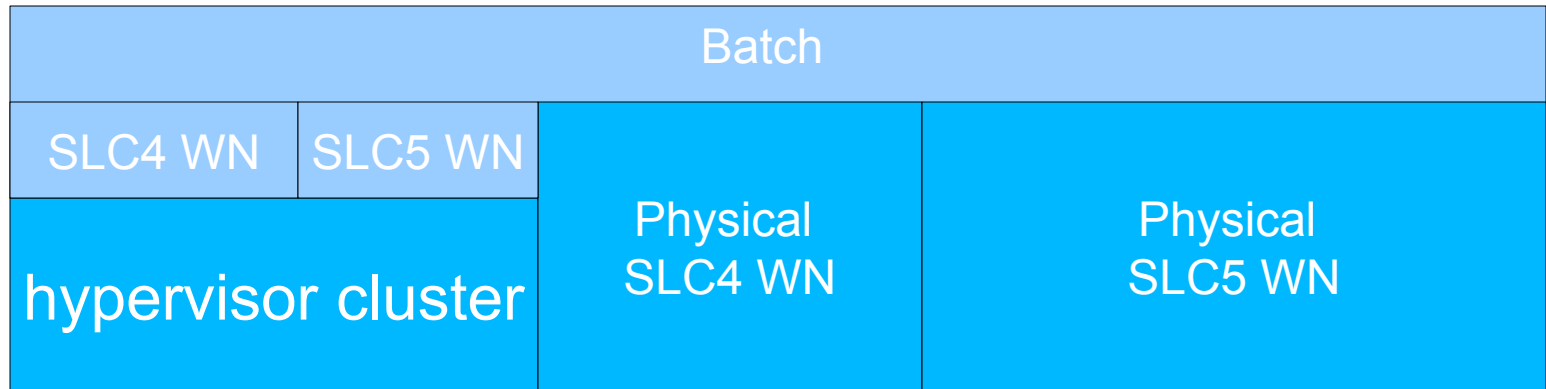 Batch
SLC4 WN
SLC5 WN
hypervisor cluster
Physical
SLC4 WN
Physical
SLC5 WN